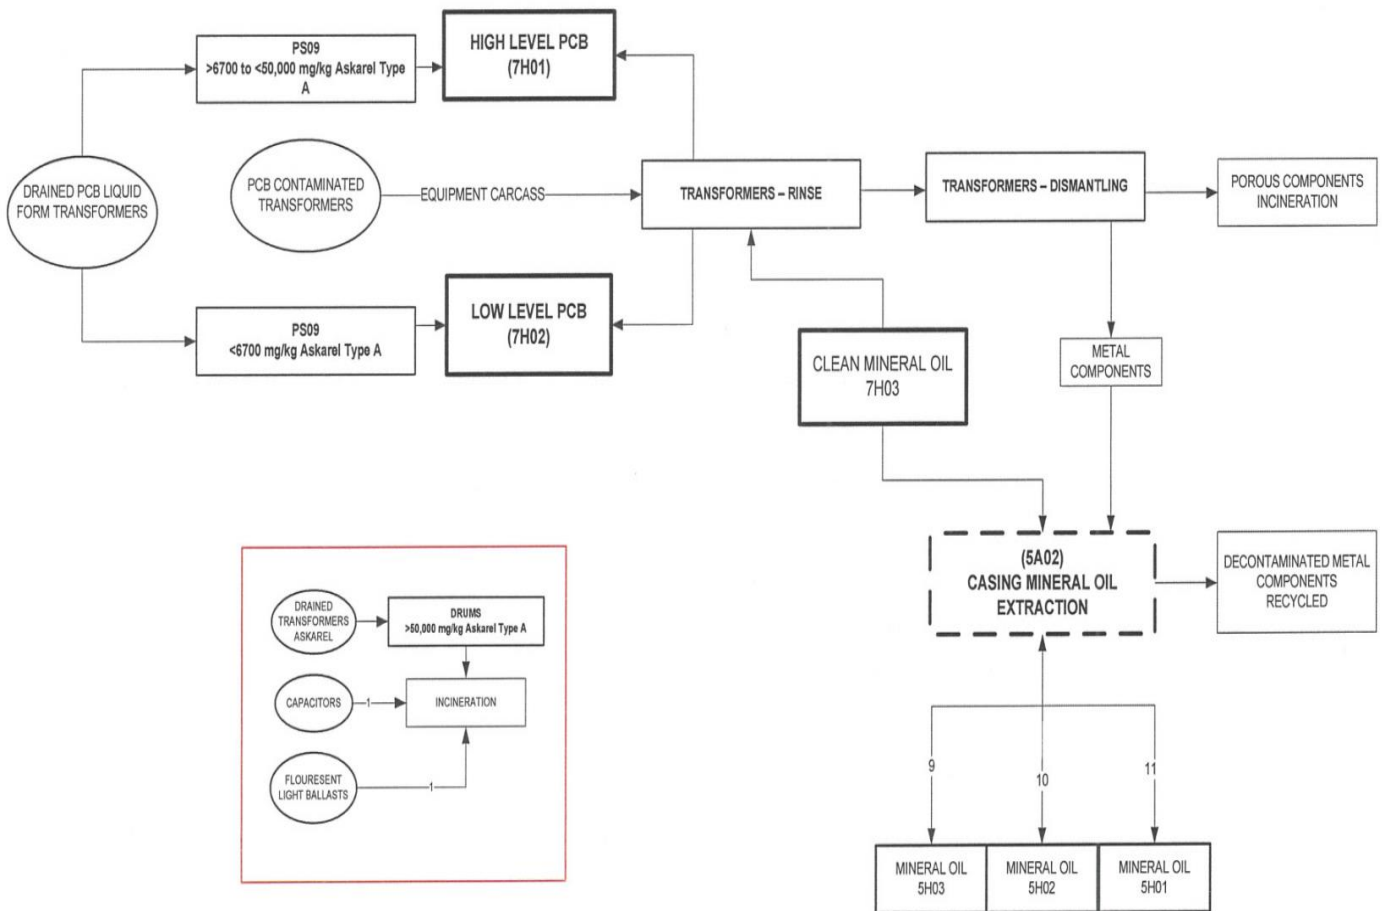 PS09
>6700 to <50,000 mg/kg Askarel Type
A
HIGH LEVEL PCB
(7H01)
DRAINED PCB LIQUID
FORM TRANSFORMERS
PCB CONTAMINATED
TRANSFORMERS
EQUIPMENT CARCASS
TRANSFORMERS – RINSE
TRANSFORMERS – DISMANTLING
POROUS COMPONENTS
INCINERATION
PS09
<6700 mg/kg Askarel Type A
LOW LEVEL PCB
(7H02)
CLEAN MINERAL OIL
7H03
METAL
COMPONENTS
(5A02)
CASING MINERAL OIL
EXTRACTION
DECONTAMINATED METAL
COMPONENTS
RECYCLED
DRAINED
TRANSFORMERS
ASKAREL
DRUMS
>50,000 mg/kg Askarel Type A
CAPACITORS
1
INCINERATION
FLOURESENT
LIGHT BALLASTS
1
9
10
11
MINERAL OIL
5H03
MINERAL OIL
5H02
MINERAL OIL
5H01